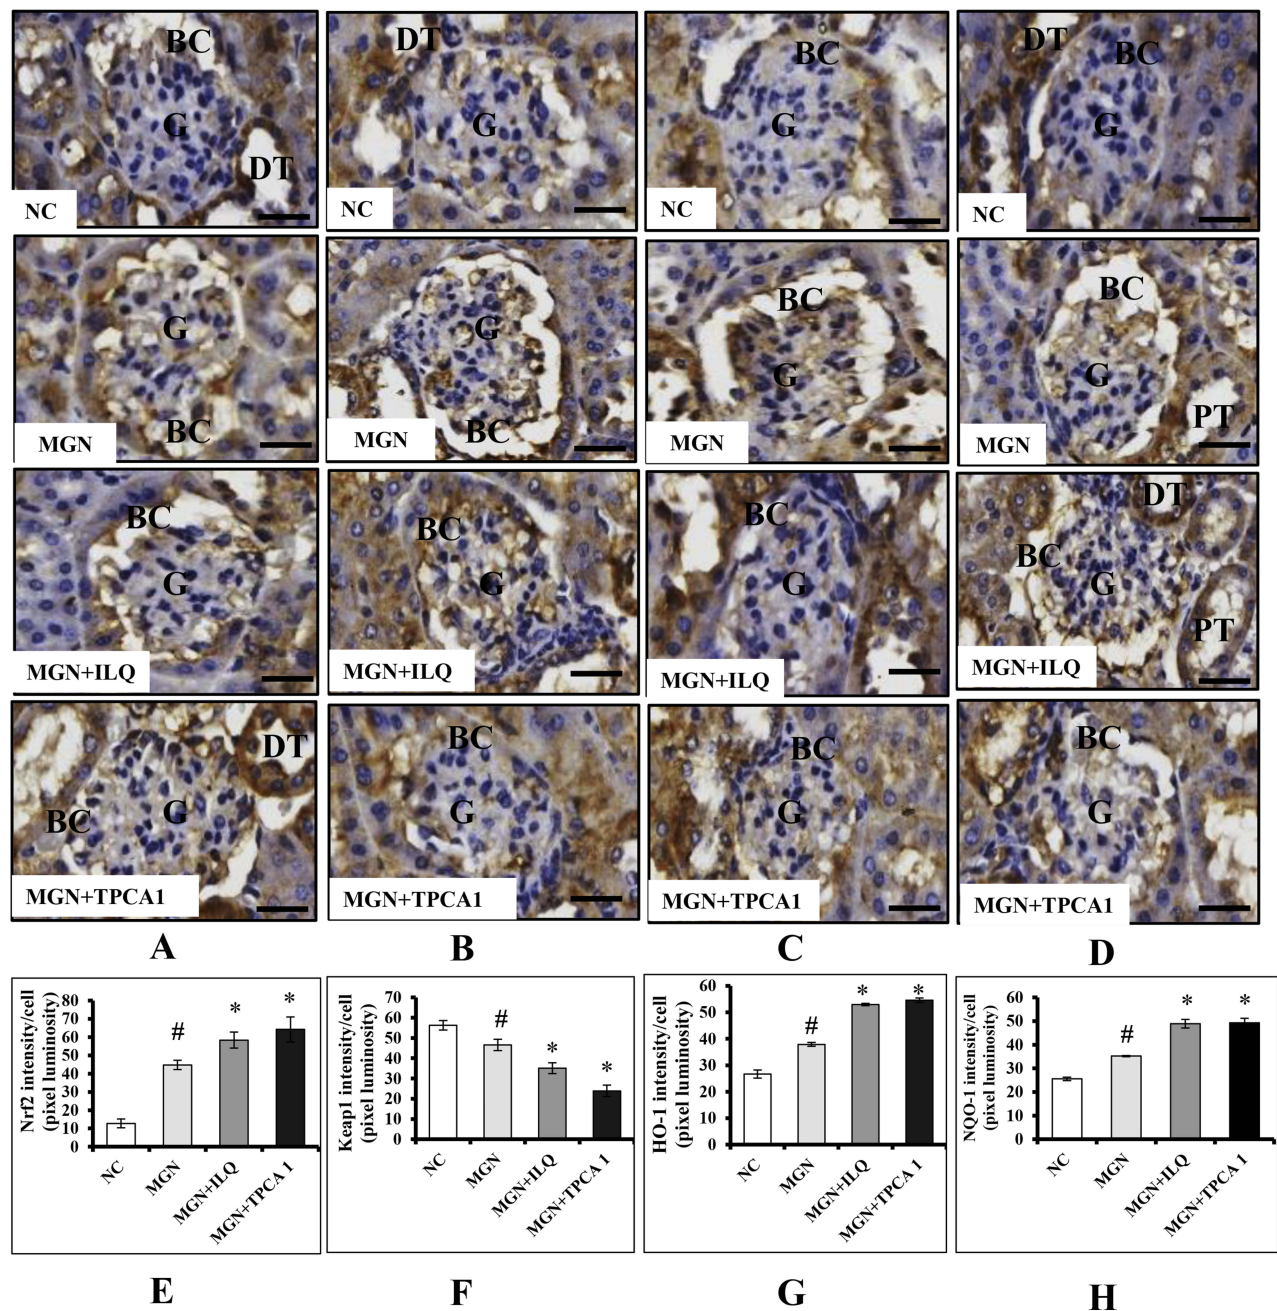 BC
G
DT
NC
DT
G
NC
BC
G
NC
DT
BC
G
NC
G
BC
MGN
G
BC
MGN
BC
G
MGN
BC
G
PT
MGN
BC
G
MGN+ILQ
BC
G
MGN+ILQ
BC
G
MGN+ILQ
DT
BC
G
PT
MGN+ILQ
DT
G
BC
MGN+TPCA1
BC
G
MGN+TPCA1
BC
G
MGN+TPCA1
BC
G
MGN+TPCA1
A
B
C
D
Nrf2 intensity/cell
(pixel luminosity)
80
70
60
50
40
30
20
10
0
#
*
*
NC
MGN
MGN+ILQ
MGN+TPCA 1
Keap1 intensity/cell
(pixel luminosity)
70
60
50
40
30
20
10
0
#
*
*
NC
MGN
MGN+ILQ
MGN+TPCA 1
HO-1 intensity/cell
(pixel luminosity)
60
50
40
30
20
10
0
#
*
*
NC
MGN
MGN+ILQ
MGN+TPCA 1
NQO-1 intensity/cell
(pixel luminosity)
60
50
40
30
20
10
0
#
*
*
NC
MGN
MGN+ILQ
MGN+TPCA 1
E
F
G
H